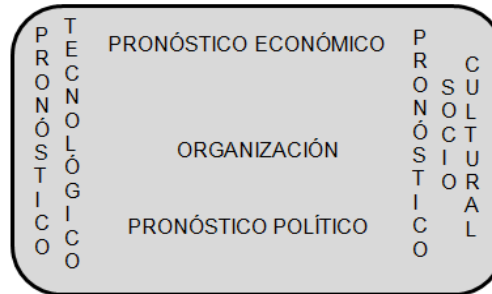 PRONÓSTICO
TECNOLÓGICO
PRONÓSTICO ECONÓMICO
ORGANIZACIÓN
PRONÓSTICO POLÍTICO
PRONÓSTICO
SOCIO
CULTURAL